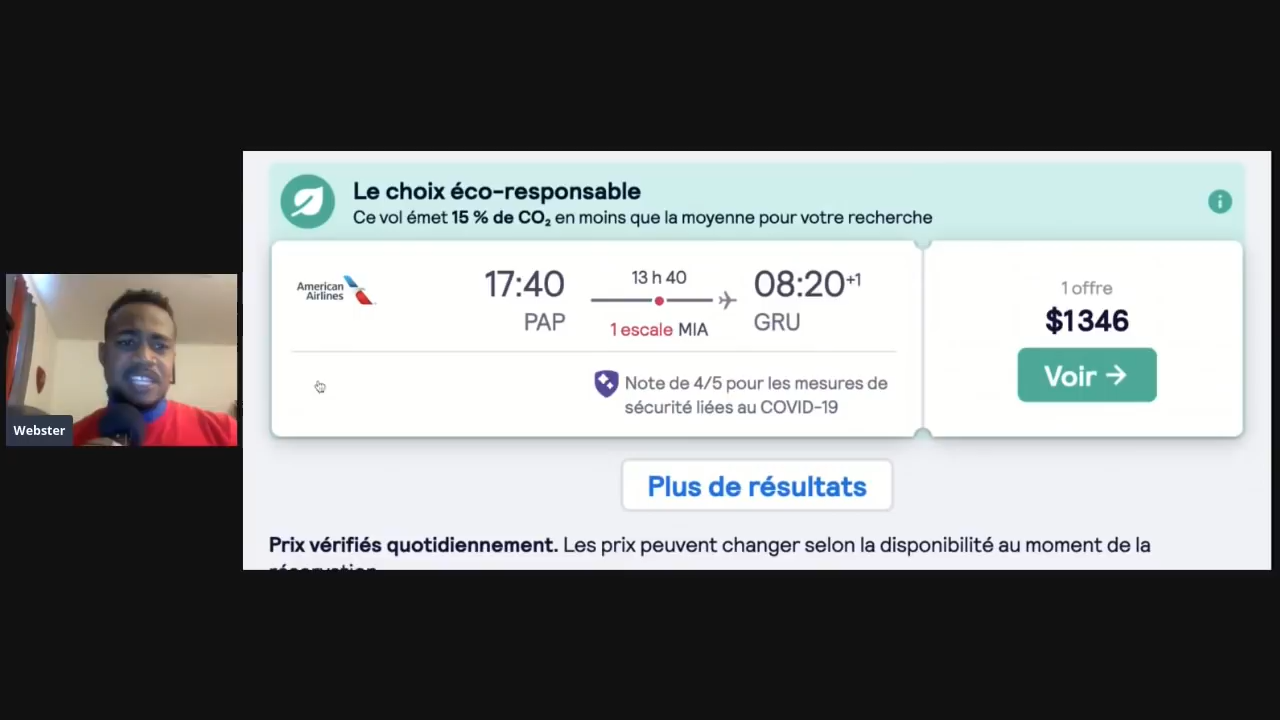 Le choix éco-responsable
Ce vol émet 15 % de CO₂ en moins que la moyenne pour votre recherche
American
Airlines
17:40
13 h 40
08:20+1
PAP
1 escale MIA
GRU
1 offre
$1346
Voir →
Note de 4/5 pour les mesures de
sécurité liées au COVID-19
Webster
Plus de résultats
Prix vérifiés quotidiennement. Les prix peuvent changer selon la disponibilité au moment de la
réservation